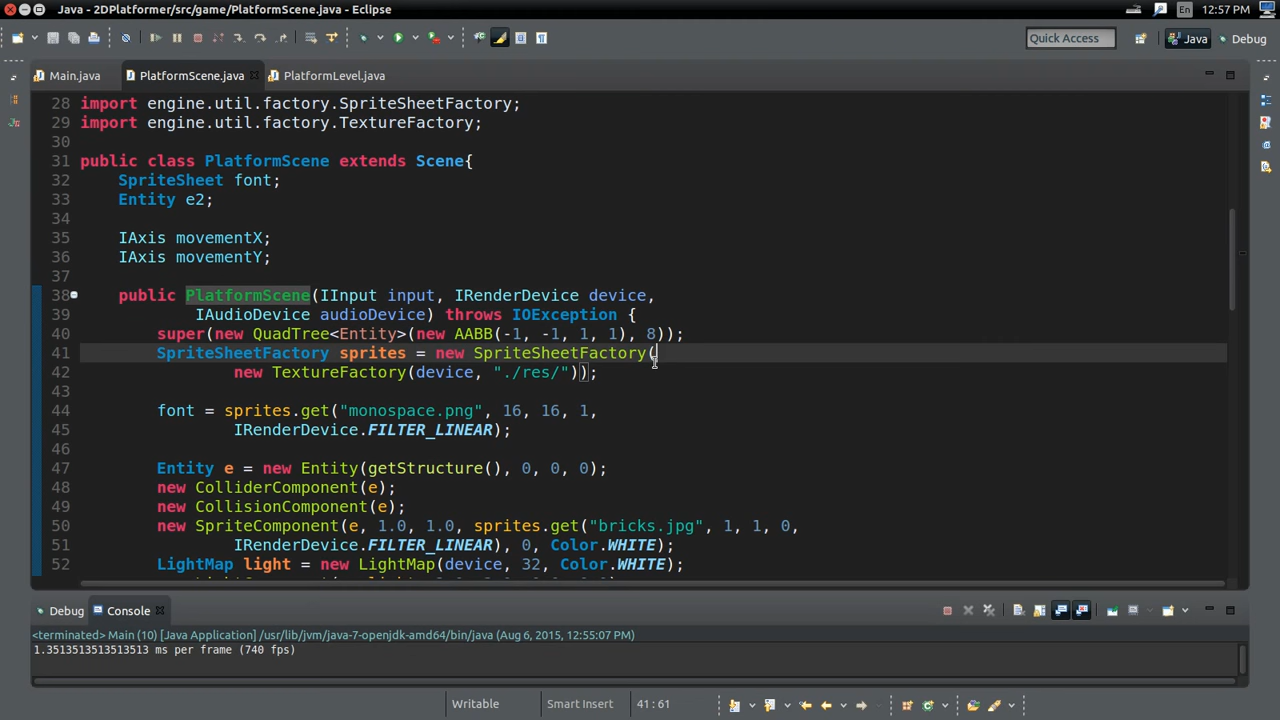 Java - 2DPlatformer/src/game/PlatformScene.java - Eclipse
En 12:57 PM
Quick Access
Java
Debug
Main.java
PlatformScene.java
PlatformLevel.java
28 import engine.util.factory.SpriteSheetFactory;
29 import engine.util.factory.TextureFactory;
30
31 public class PlatformScene extends Scene{
32 SpriteSheet font;
33 Entity e2;
34
35 IAxis movementX;
36 IAxis movementY;
37
38 public PlatformScene(IInput input, IRenderDevice device,
39 IAudioDevice audioDevice) throws IOException {
40 super(new QuadTree<Entity>(new AABB(-1, -1, 1, 1), 8));
41 SpriteSheetFactory sprites = new SpriteSheetFactory(
42 new TextureFactory(device, "./res/"));
43
44 font = sprites.get("monospace.png", 16, 16, 1,
45 IRenderDevice.FILTER_LINEAR);
46
47 Entity e = new Entity(getStructure(), 0, 0, 0);
48 new ColliderComponent(e);
49 new CollisionComponent(e);
50 new SpriteComponent(e, 1.0, 1.0, sprites.get("bricks.jpg", 1, 1, 0,
51 IRenderDevice.FILTER_LINEAR), 0, Color.WHITE);
52 LightMap light = new LightMap(device, 32, Color.WHITE);
Debug
Console
<terminated> Main (10) [Java Application] /usr/lib/jvm/java-7-openjdk-amd64/bin/java (Aug 6, 2015, 12:55:07 PM)
1.3513513513513513 ms per frame (740 fps)
Writable
Smart Insert
41 : 61